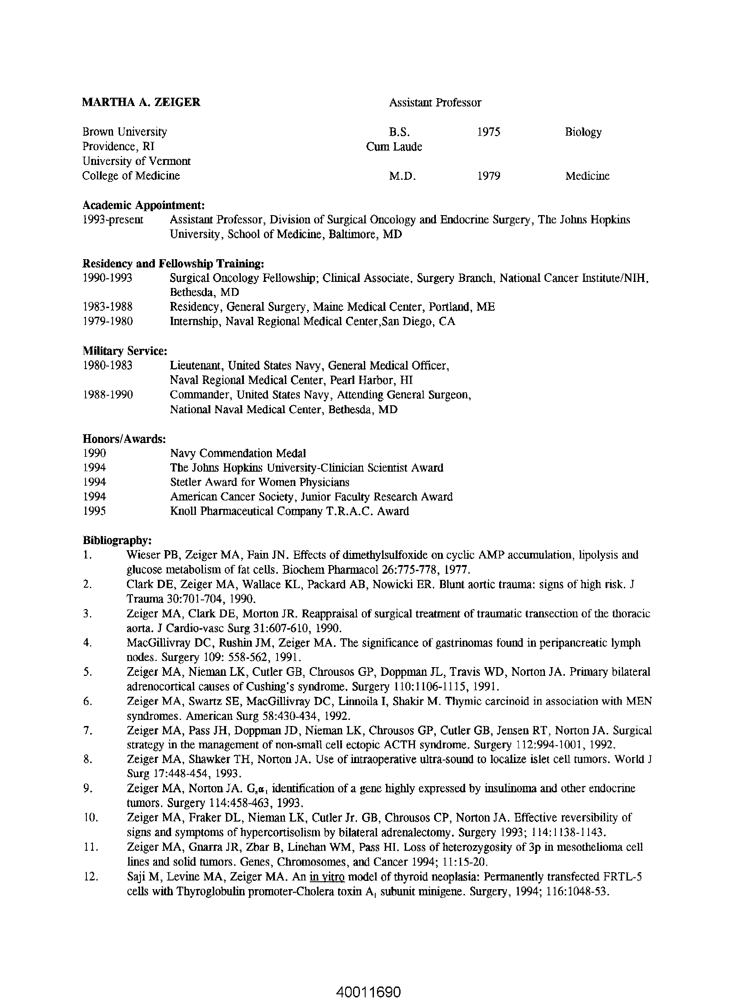 MARTHA A. ZEIGER Assistant Professor
Brown University B.S. 1975 Biology
Providence, RI Cum Laude
University of Vermont
College of Medicine M.D. 1979 Medicine
Academic Appointment:
1993-present Assistant Professor, Division of Surgical Oncology and Endocrine Surgery, The Johns Hopkins
University, School of Medicine, Baltimore, MD
Residency and Fellowship Training:
1990-1993 Surgical Oncology Fellowship; Clinical Associate, Surgery Branch, National Cancer Institute/NIH,
Bethesda, MD
1983-1988 Residency, General Surgery, Maine Medical Center, Portland, ME
1979-1980 Internship, Naval Regional Medical Center,San Diego, CA
Military Service:
1980-1983 Lieutenant, United States Navy, General Medical Officer,
Naval Regional Medical Center, Pearl Harbor, HI
1988-1990 Commander, United States Navy, Attending General Surgeon,
National Naval Medical Center, Bethesda, MD
Honors/Awards:
1990 Navy Commendation Medal
1994 The Johns Hopkins University-Clinician Scientist Award
1994 Stetler Award for Women Physicians
1994 American Cancer Society, Junior Faculty Research Award
1995 Knoll Pharmaceutical Company T.R.A.C. Award
Bibliography:
1. Wieser PB, Zeiger MA, Fain JN. Effects of dimethylsulfoxide on cyclic AMP accumulation, lipolysis and
glucose metabolism of fat cells. Biochem Pharmacol 26:775-778, 1977.
2. Clark DE, Zeiger MA, Wallace KL, Packard AB, Nowicki ER. Blunt aortic trauma: signs of high risk. J
Trauma 30:701-704, 1990.
3. Zeiger MA, Clark DE, Morton JR. Reappraisal of surgical treatment of traumatic transection of the thoracic
aorta. J Cardio-vasc Surg 31:607-610, 1990.
4. MacGillivray DC, Rushin JM, Zeiger MA. The significance of gastrinomas found in peripancreatic lymph
nodes. Surgery 109: 558-562, 1991.
5. Zeiger MA, Nieman LK, Cutler GB, Chrousos GP, Doppman JL, Travis WD, Norton JA. Primary bilateral
adrenocortical causes of Cushing's syndrome. Surgery 110:1106-1115, 1991.
6. Zeiger MA, Swartz SE, MacGillivray DC, Linnoila I, Shakir M. Thymic carcinoid in association with MEN
syndromes. American Surg 58:430-434, 1992.
7. Zeiger MA, Pass JH, Doppman JD, Nieman LK, Chrousos GP, Cutler GB, Jensen RT, Norton JA. Surgical
strategy in the management of non-small cell ectopic ACTH syndrome. Surgery 112:994-1001, 1992.
8. Zeiger MA, Shawker TH, Norton JA. Use of intraoperative ultra-sound to localize islet cell tumors. World J
Surg 17:448-454, 1993.
9. Zeiger MA, Norton JA. Gsα, identification of a gene highly expressed by insulinoma and other endocrine
tumors. Surgery 114:458-463, 1993.
10. Zeiger MA, Fraker DL, Nieman LK, Cutler Jr. GB, Chrousos CP, Norton JA. Effective reversibility of
signs and symptoms of hypercortisolism by bilateral adrenalectomy. Surgery 1993; 114:1138-1143.
11. Zeiger MA, Gnarra JR, Zbar B, Linehan WM, Pass HI. Loss of heterozygosity of 3p in mesothelioma cell
lines and solid tumors. Genes, Chromosomes, and Cancer 1994; 11:15-20.
12. Saji M, Levine MA, Zeiger MA. An in vitro model of thyroid neoplasia: Permanently transfected FRTL-5
cells with Thyroglobulin promoter-Cholera toxin A₁ subunit minigene. Surgery, 1994; 116:1048-53.
40011690